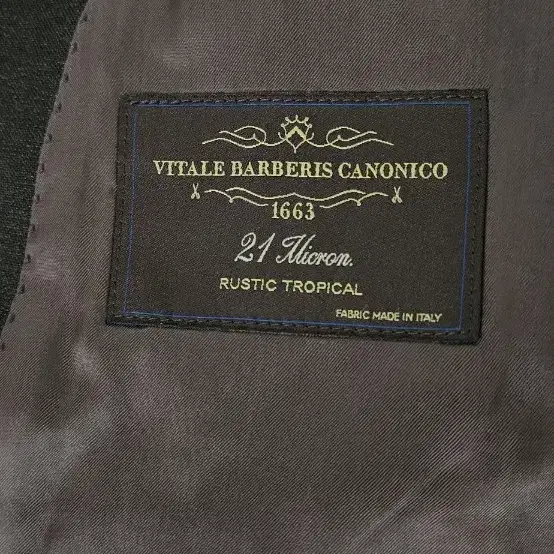 VITALE BARBERIS CANONICO
1663
21 Micron.
RUSTIC TROPICAL
FABRIC MADE IN ITALY